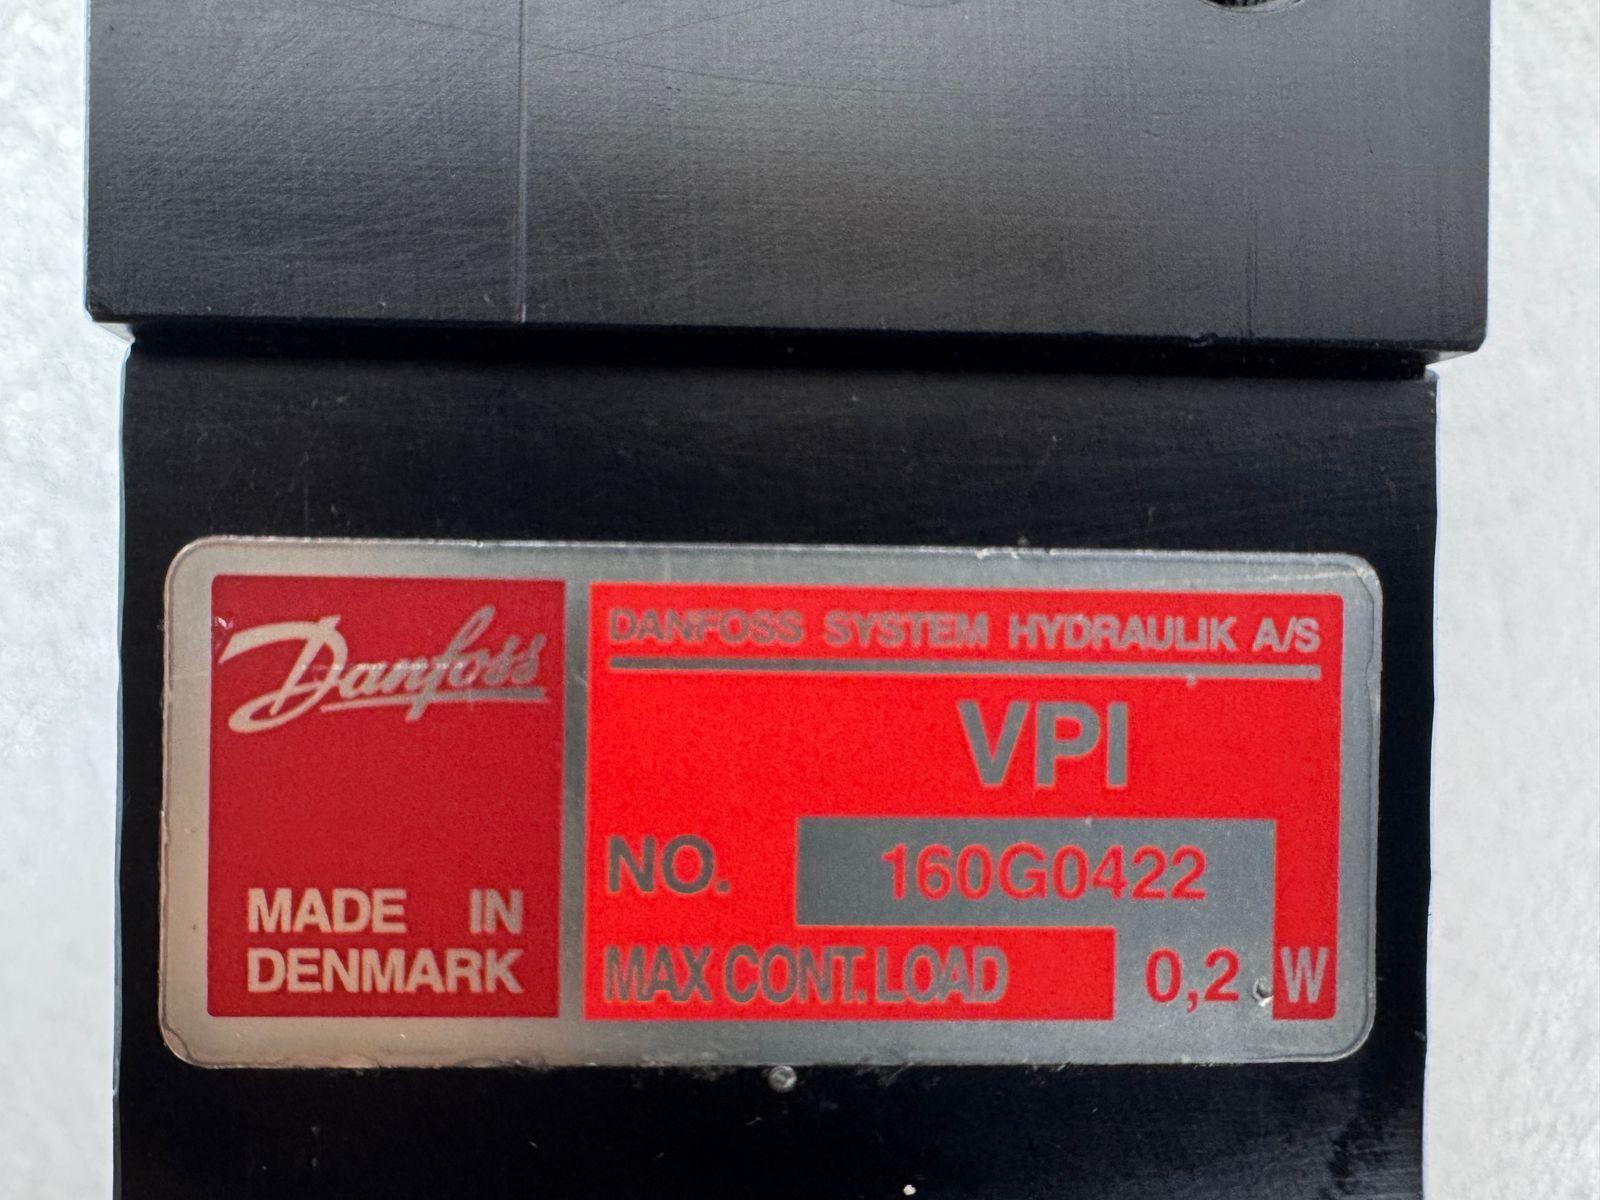 Danfoss
MADE IN
DENMARK
DANFOSS SYSTEM HYDRAULIK A/S
VPI
NO. 160G0422
MAX CONT. LOAD 0,2 W